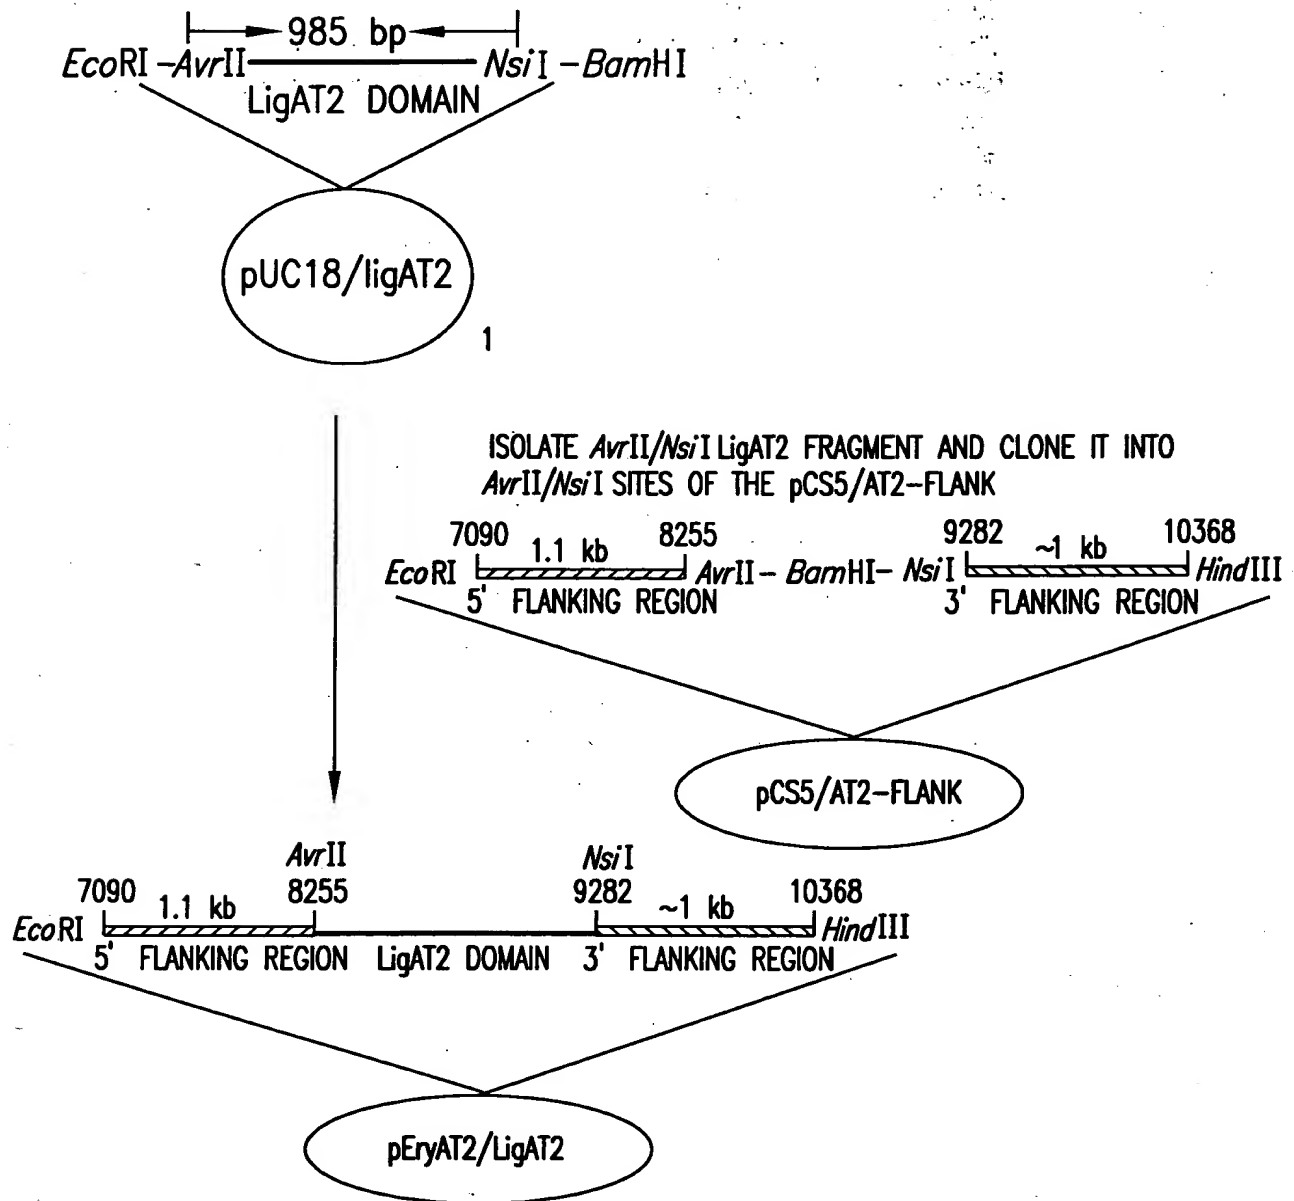 985 bp
EcoRI -AvrII NsiI -BamHI
LigAT2 DOMAIN
pUC18/ligAT2
1
ISOLATE AvrII/NsiI LigAT2 FRAGMENT AND CLONE IT INTO
AvrII/NsiI SITES OF THE pCS5/AT2-FLANK
7090 1.1 kb 8255 9282 ~1 kb 10368
EcoRI AvrII- BamHI- NsiI HindIII
5' FLANKING REGION 3' FLANKING REGION
pCS5/AT2-FLANK
AvrII NsiI
7090 1.1 kb 8255 9282 ~1 kb 10368
EcoRI HindIII
5' FLANKING REGION LigAT2 DOMAIN 3' FLANKING REGION
pEryAT2/LigAT2